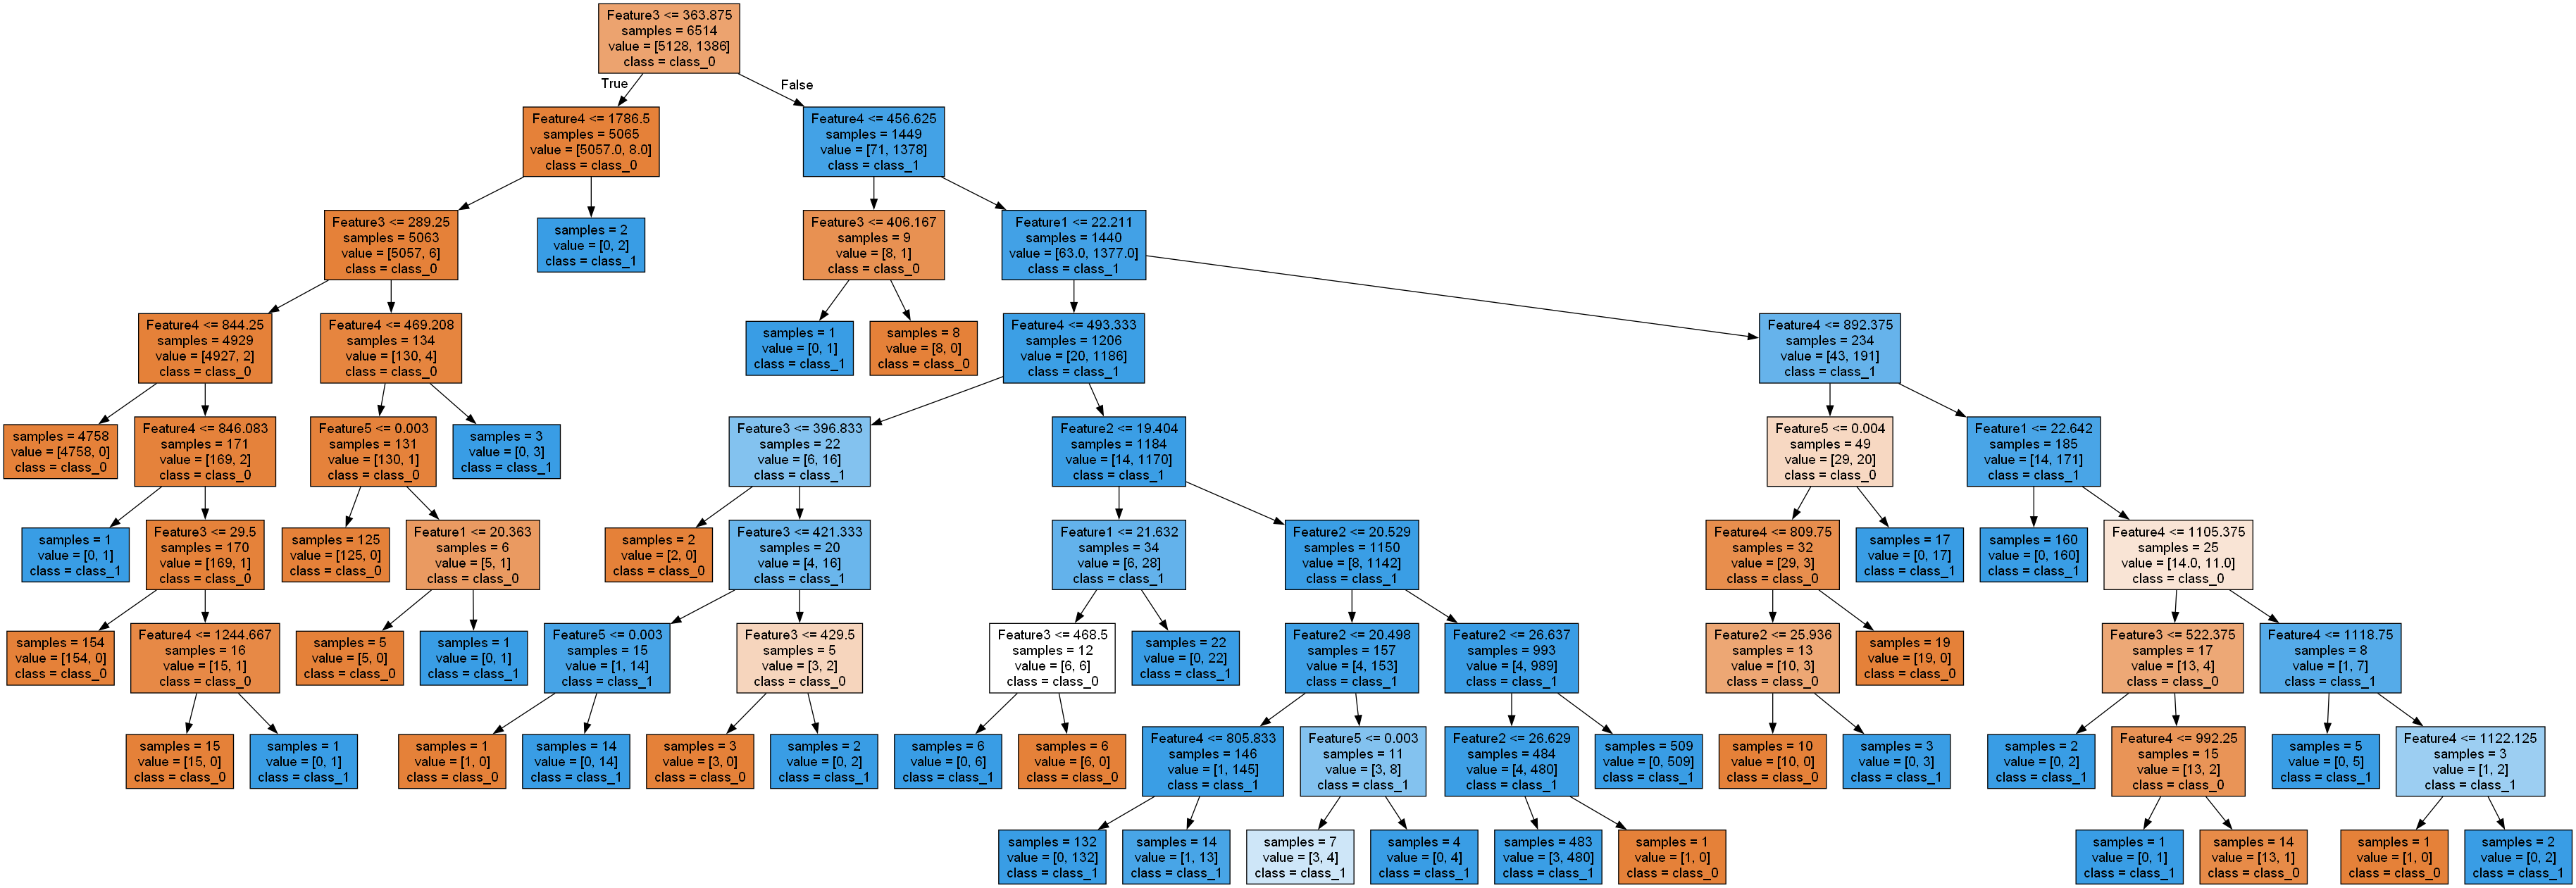 Feature3 <= 363.875
samples = 6514
value = [5128, 1386]
class = class_0
True
False
Feature4 <= 1786.5
samples = 5065
value = [5057.0, 8.0]
class = class_0
Feature4 <= 456.625
samples = 1449
value = [71, 1378]
class = class_1
Feature3 <= 289.25
samples = 5063
value = [5057, 6]
class = class_0
samples = 2
value = [0, 2]
class = class_1
Feature3 <= 406.167
samples = 9
value = [8, 1]
class = class_0
Feature1 <= 22.211
samples = 1440
value = [63.0, 1377.0]
class = class_1
Feature4 <= 844.25
samples = 4929
value = [4927, 2]
class = class_0
Feature4 <= 469.208
samples = 134
value = [130, 4]
class = class_0
samples = 1
value = [0, 1]
class = class_1
samples = 8
value = [8, 0]
class = class_0
Feature4 <= 493.333
samples = 1206
value = [20, 1186]
class = class_1
Feature4 <= 892.375
samples = 234
value = [43, 191]
class = class_1
samples = 4758
value = [4758, 0]
class = class_0
Feature4 <= 846.083
samples = 171
value = [169, 2]
class = class_0
Feature5 <= 0.003
samples = 131
value = [130, 1]
class = class_0
samples = 3
value = [0, 3]
class = class_1
Feature3 <= 396.833
samples = 22
value = [6, 16]
class = class_1
Feature2 <= 19.404
samples = 1184
value = [14, 1170]
class = class_1
Feature5 <= 0.004
samples = 49
value = [29, 20]
class = class_0
Feature1 <= 22.642
samples = 185
value = [14, 171]
class = class_1
samples = 1
value = [0, 1]
class = class_1
Feature3 <= 29.5
samples = 170
value = [169, 1]
class = class_0
samples = 125
value = [125, 0]
class = class_0
Feature1 <= 20.363
samples = 6
value = [5, 1]
class = class_0
samples = 2
value = [2, 0]
class = class_0
Feature3 <= 421.333
samples = 20
value = [4, 16]
class = class_1
Feature1 <= 21.632
samples = 34
value = [6, 28]
class = class_1
Feature2 <= 20.529
samples = 1150
value = [8, 1142]
class = class_1
Feature4 <= 809.75
samples = 32
value = [29, 3]
class = class_0
samples = 17
value = [0, 17]
class = class_1
samples = 160
value = [0, 160]
class = class_1
Feature4 <= 1105.375
samples = 25
value = [14.0, 11.0]
class = class_0
samples = 154
value = [154, 0]
class = class_0
Feature4 <= 1244.667
samples = 16
value = [15, 1]
class = class_0
samples = 5
value = [5, 0]
class = class_0
samples = 1
value = [0, 1]
class = class_1
Feature5 <= 0.003
samples = 15
value = [1, 14]
class = class_1
Feature3 <= 429.5
samples = 5
value = [3, 2]
class = class_0
Feature3 <= 468.5
samples = 12
value = [6, 6]
class = class_0
samples = 22
value = [0, 22]
class = class_1
Feature2 <= 20.498
samples = 157
value = [4, 153]
class = class_1
Feature2 <= 26.637
samples = 993
value = [4, 989]
class = class_1
Feature2 <= 25.936
samples = 13
value = [10, 3]
class = class_0
samples = 19
value = [19, 0]
class = class_0
Feature3 <= 522.375
samples = 17
value = [13, 4]
class = class_0
Feature4 <= 1118.75
samples = 8
value = [1, 7]
class = class_1
samples = 15
value = [15, 0]
class = class_0
samples = 1
value = [0, 1]
class = class_1
samples = 1
value = [1, 0]
class = class_0
samples = 14
value = [0, 14]
class = class_1
samples = 3
value = [3, 0]
class = class_0
samples = 2
value = [0, 2]
class = class_1
samples = 6
value = [0, 6]
class = class_1
samples = 6
value = [6, 0]
class = class_0
Feature4 <= 805.833
samples = 146
value = [1, 145]
class = class_1
Feature5 <= 0.003
samples = 11
value = [3, 8]
class = class_1
Feature2 <= 26.629
samples = 484
value = [4, 480]
class = class_1
samples = 509
value = [0, 509]
class = class_1
samples = 10
value = [10, 0]
class = class_0
samples = 3
value = [0, 3]
class = class_1
samples = 2
value = [0, 2]
class = class_1
Feature4 <= 992.25
samples = 15
value = [13, 2]
class = class_0
samples = 5
value = [0, 5]
class = class_1
Feature4 <= 1122.125
samples = 3
value = [1, 2]
class = class_1
samples = 132
value = [0, 132]
class = class_1
samples = 14
value = [1, 13]
class = class_1
samples = 7
value = [3, 4]
class = class_1
samples = 4
value = [0, 4]
class = class_1
samples = 483
value = [3, 480]
class = class_1
samples = 1
value = [1, 0]
class = class_0
samples = 1
value = [0, 1]
class = class_1
samples = 14
value = [13, 1]
class = class_0
samples = 1
value = [1, 0]
class = class_0
samples = 2
value = [0, 2]
class = class_1